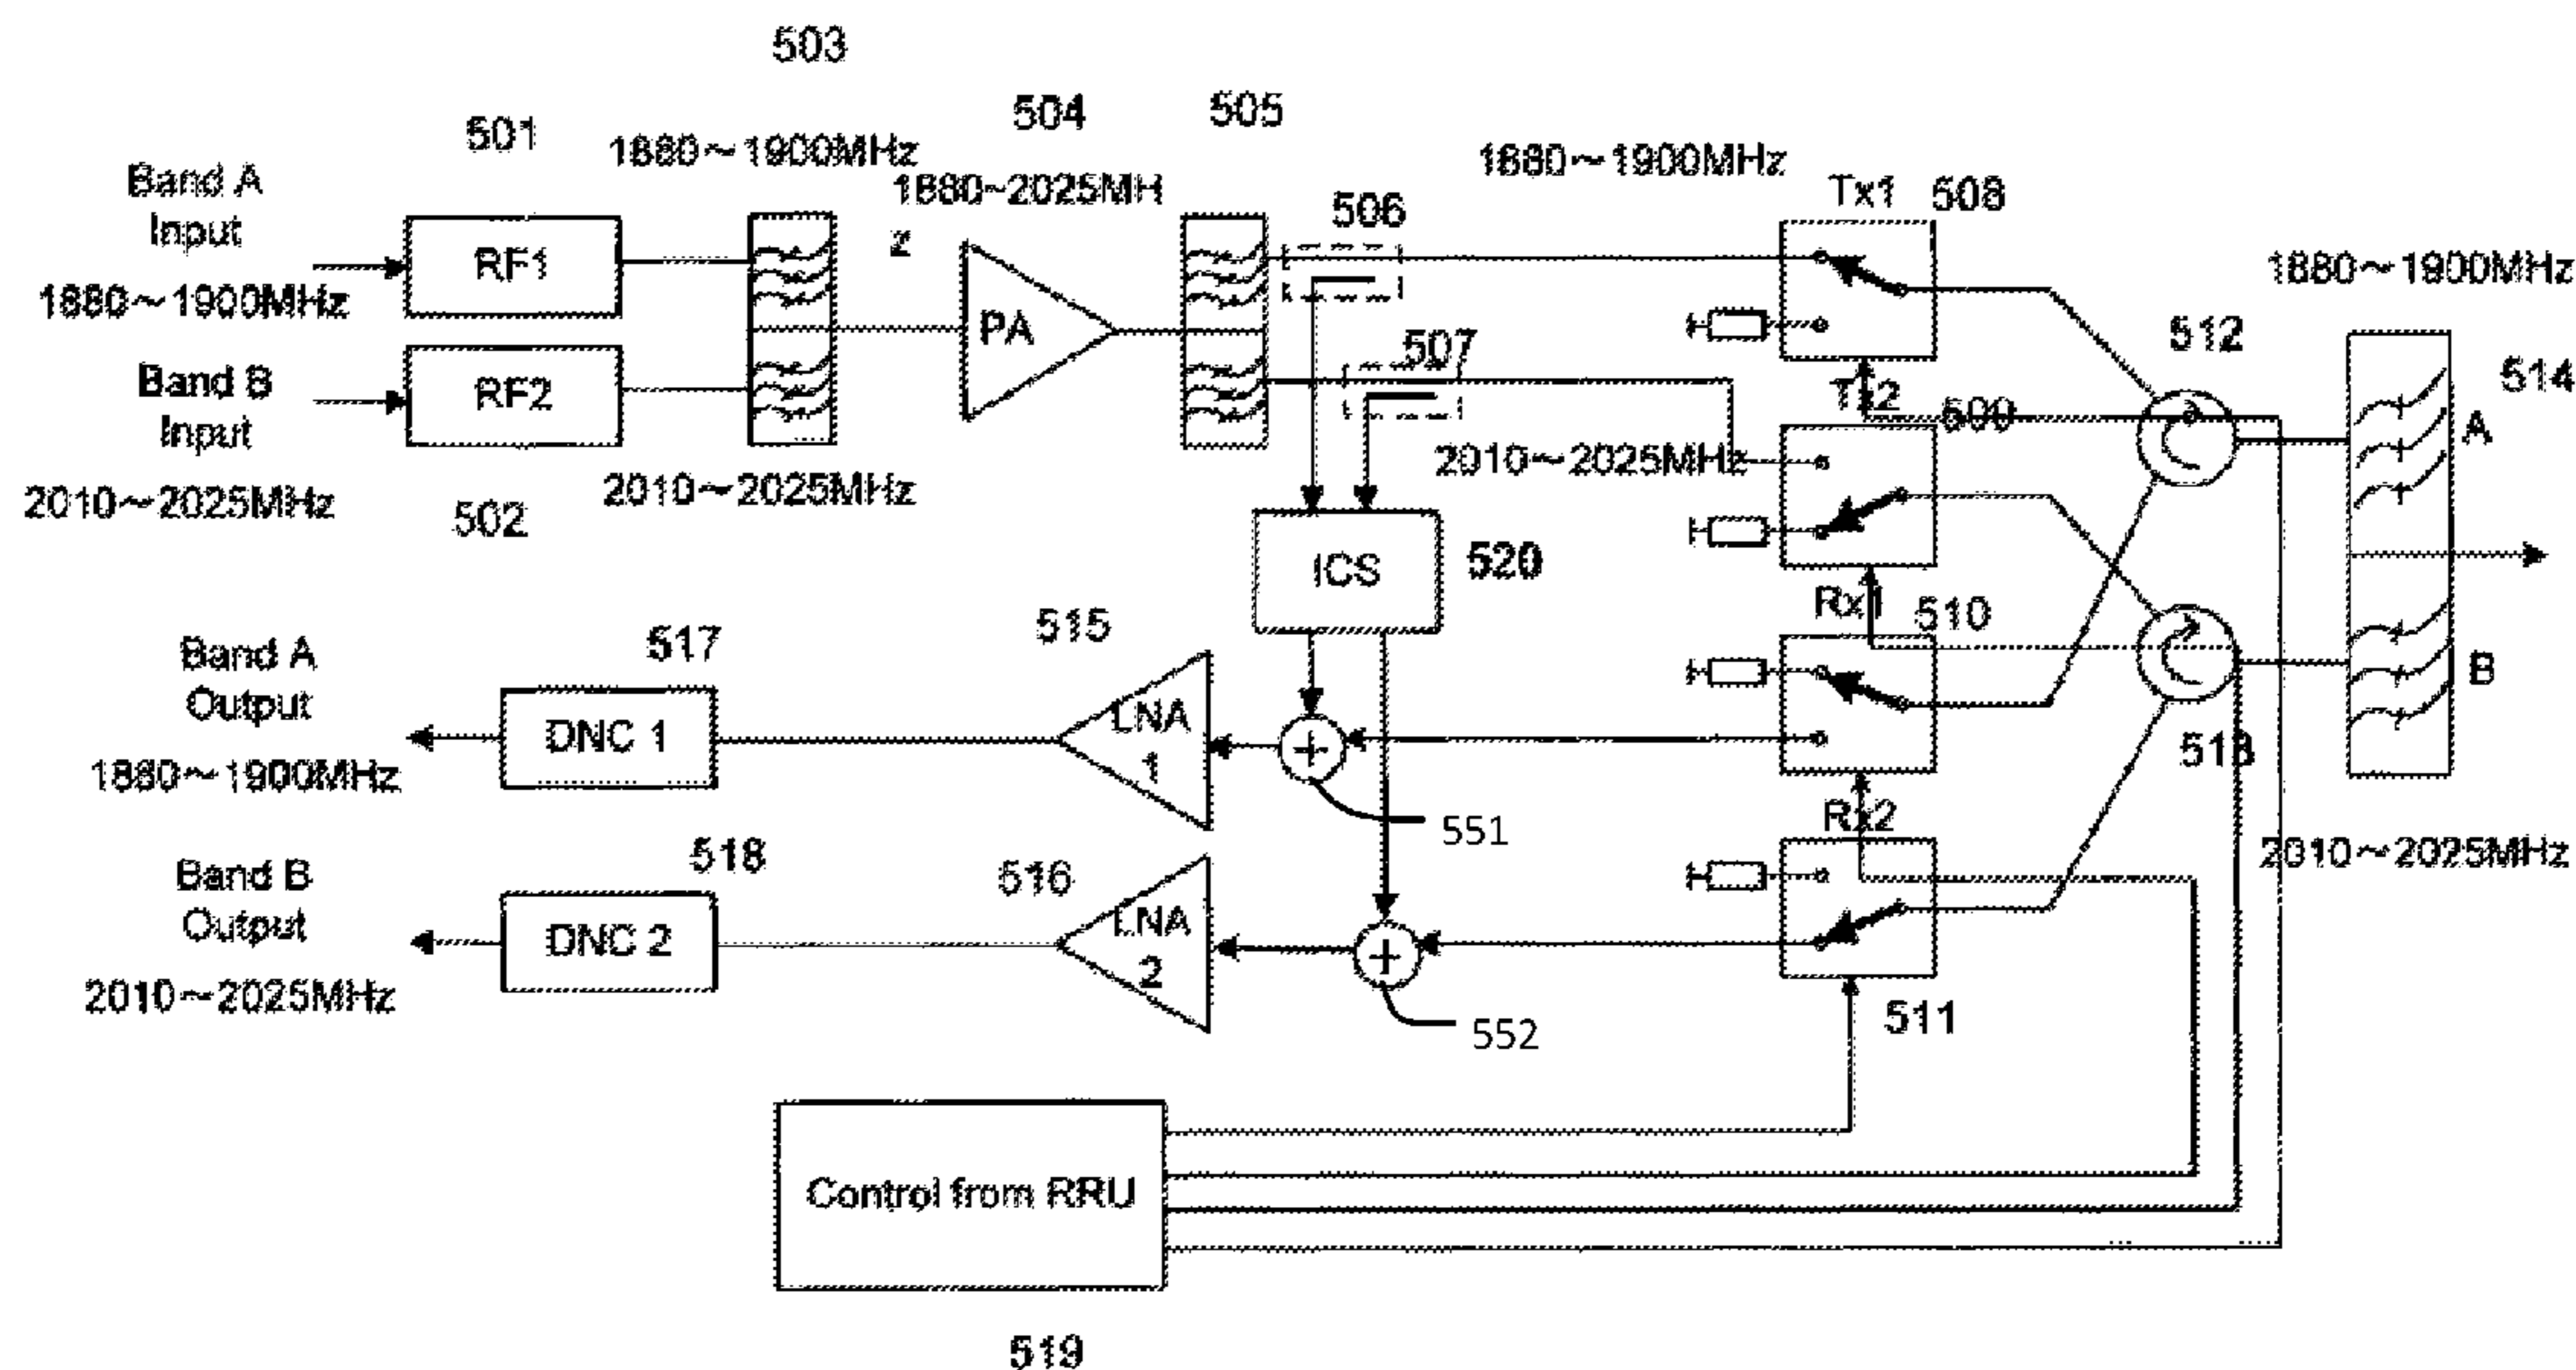 503
504
505
501
1880~1900MHz
1880~2025MH
z
1880~1900MHz
Band A
Input
RF1
1880~1900MHz
506
Tx1
508
1880~1900MHz
PA
507
512
514
Band B
Input
RF2
Tx2
509
A
2010~2025MHz
502
2010~2025MHz
2010~2025MHz
ICS
520
Rx1
510
Band A
Output
517
515
B
DNC 1
LNA
1
513
1880~1900MHz
551
Rx2
2010~2025MHz
Band B
Output
518
516
DNC 2
LNA
2
2010~2025MHz
552
511
Control from RRU
519